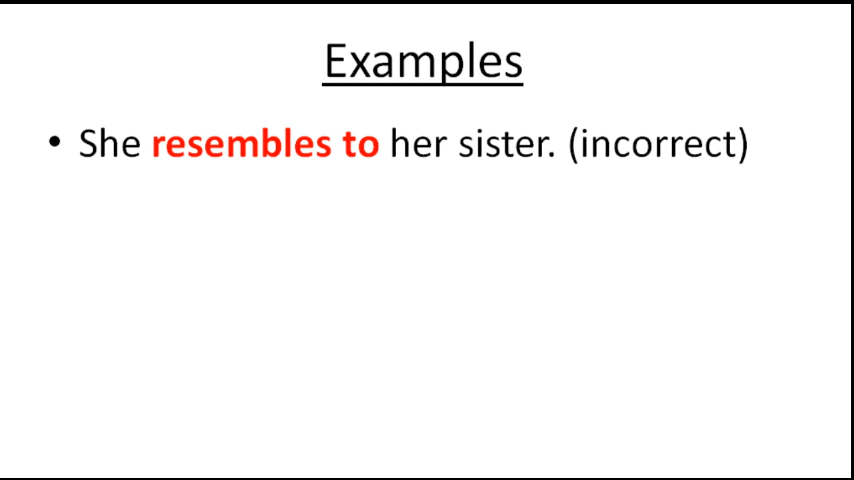 Examples
• She resembles to her sister. (incorrect)